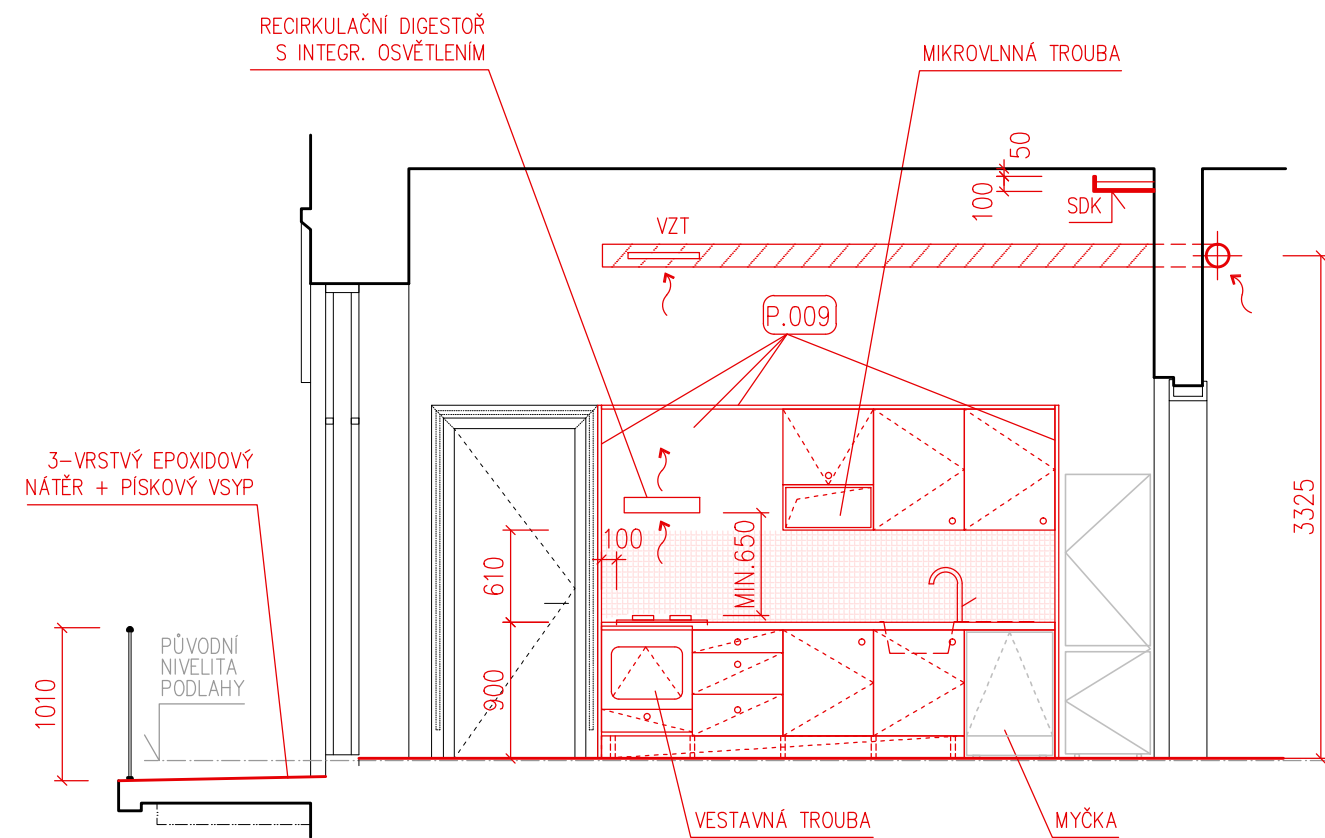 RECIRKULAČNÍ DIGESTOŘ
S INTEGR. OSVĚTLENÍM
MIKROVLNNÁ TROUBA
50
100
SDK
VZT
P.009
3325
3-VRSTVÝ EPOXIDOVÝ
NÁTĚR + PÍSKOVÝ VSYP
100
610
MIN.650
PŮVODNÍ
NIVELITA
PODLAHY
1010
900
VESTAVNÁ TROUBA
MYČKA